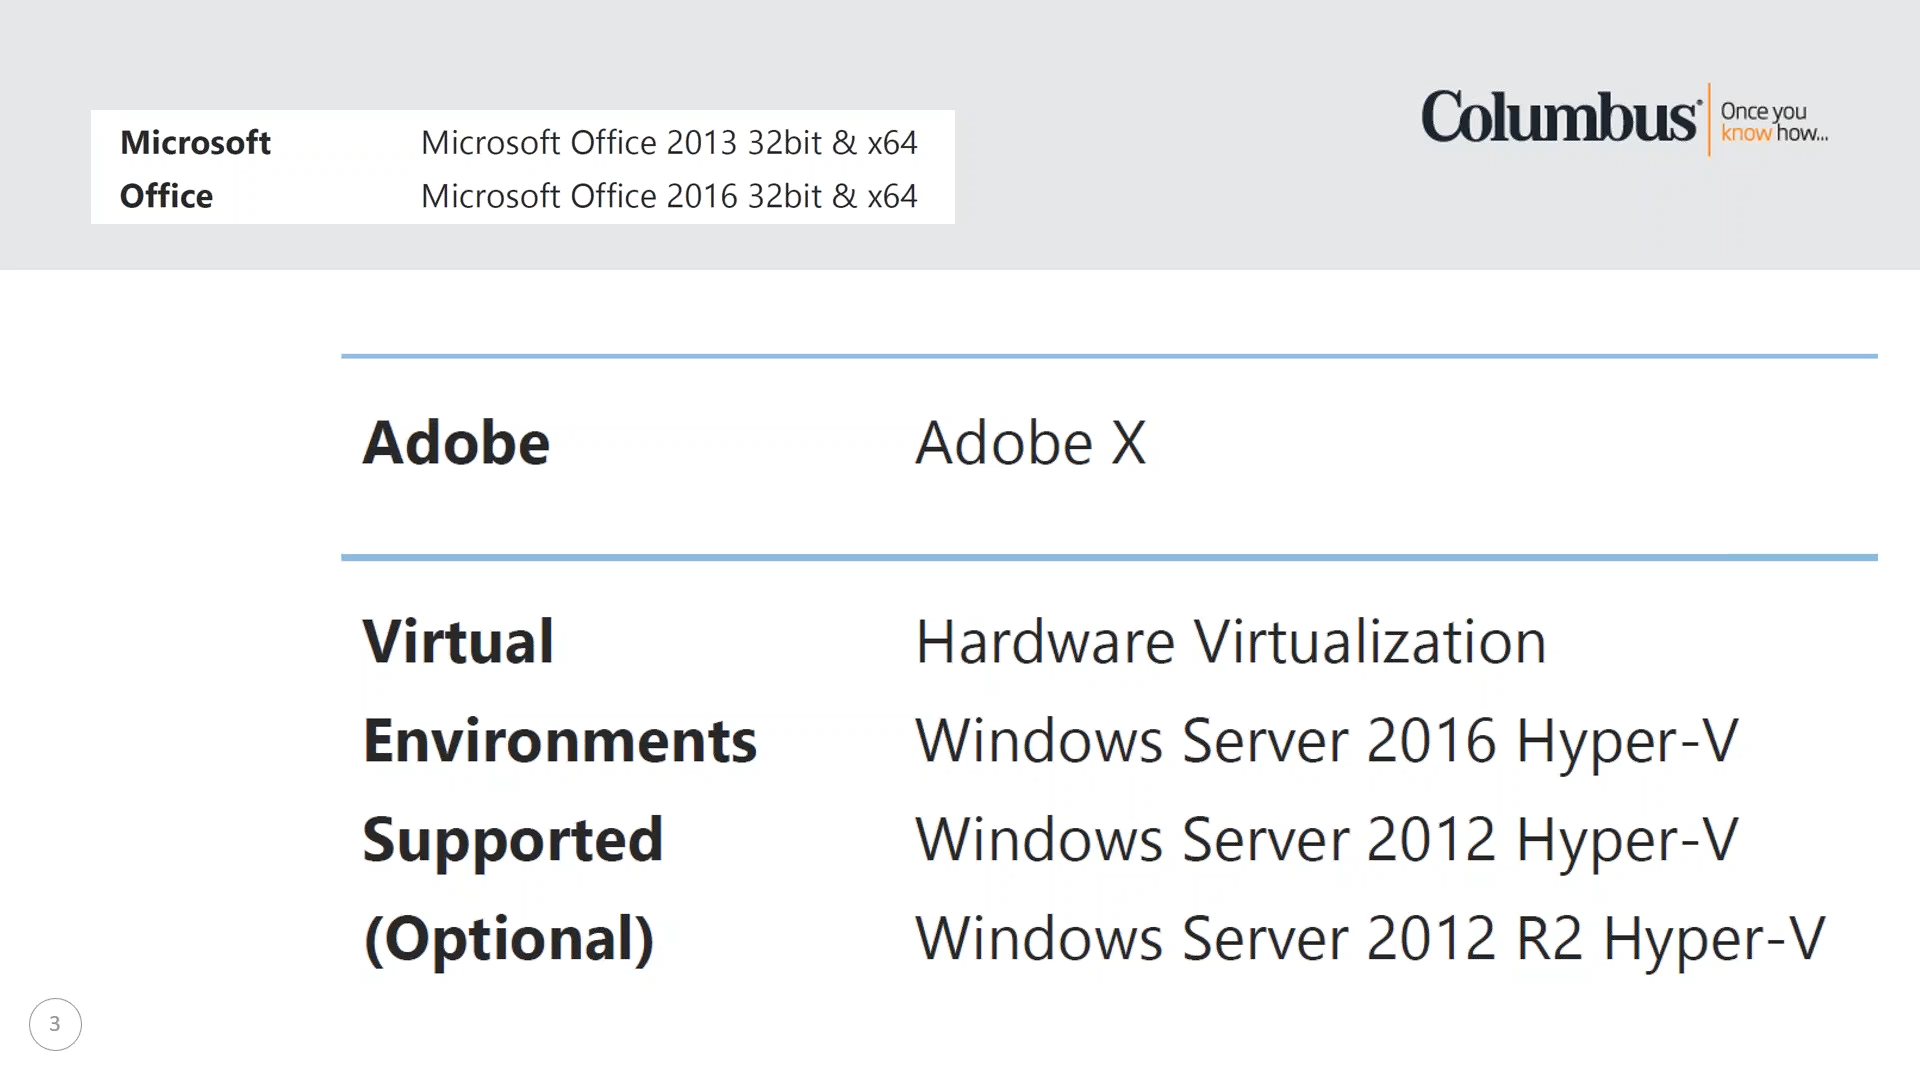 Microsoft Microsoft Office 2013 32bit & x64
Office Microsoft Office 2016 32bit & x64
Columbus® Once you
know how...
Adobe Adobe X
Virtual Hardware Virtualization
Environments Windows Server 2016 Hyper-V
Supported Windows Server 2012 Hyper-V
(Optional) Windows Server 2012 R2 Hyper-V
3